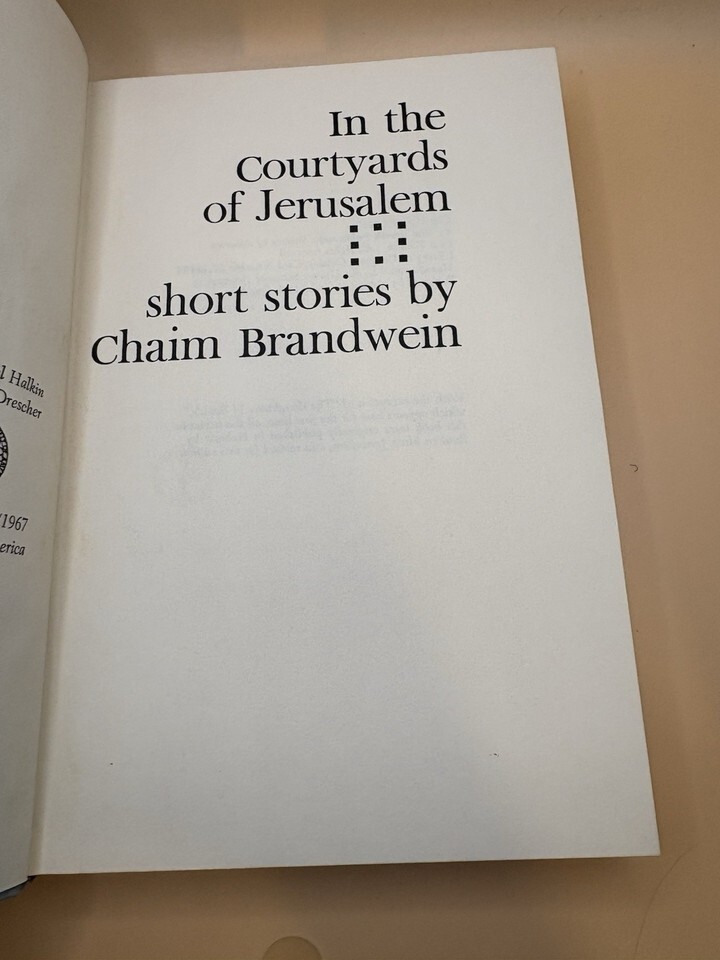 l Halkin
Drescher
/1967
erica
In the
Courtyards
of Jerusalem
short stories by
Chaim Brandwein